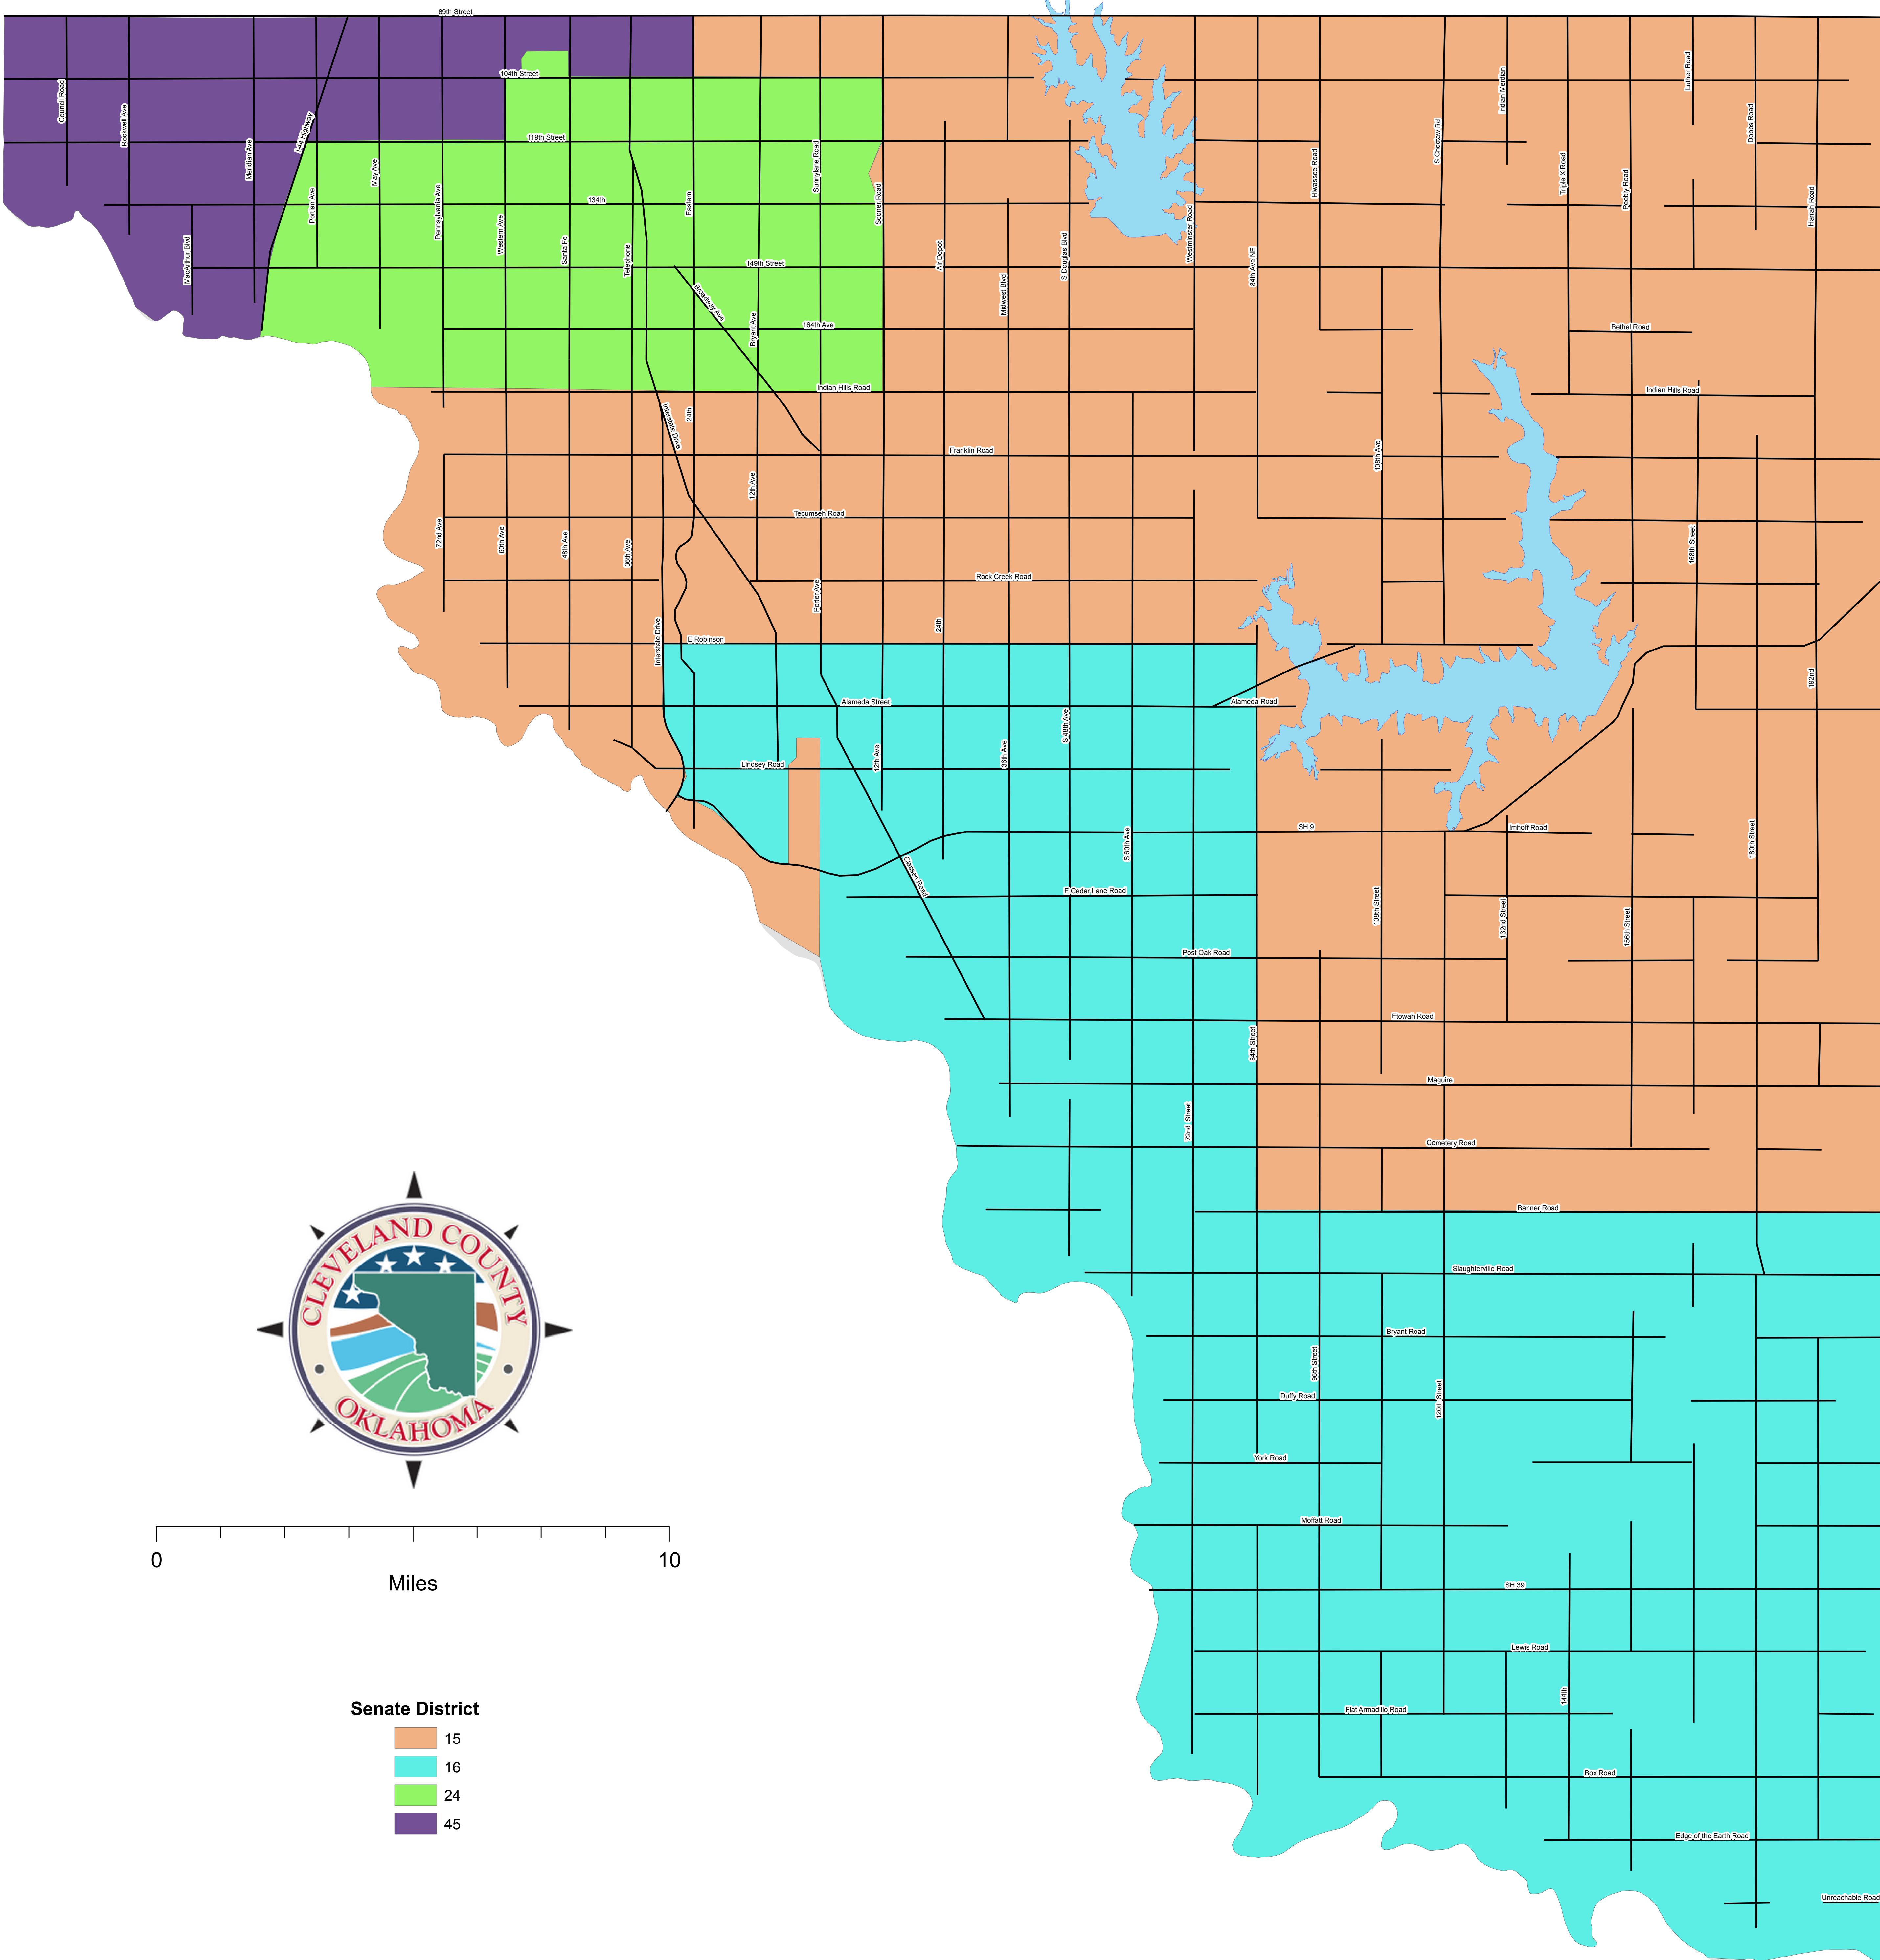 89th Street
104th Street
Council Road
Rockwell Ave
Meridian Ave
I-44 Highway
119th Street
May Ave
Portlan Ave
Pennsylvania Ave
Western Ave
134th
Santa Fe
Telephone
Eastern
Sunnylane Road
Sooner Road
MacArthur Blvd
149th Street
Broadway Ave
Bryant Ave
164th Ave
Air Depot
Midwest Blvd
S Douglas Blvd
Westminster Road
84th Ave NE
Hiwassee Road
S Choctaw Rd
Indian Merdian
Triple X Road
Peebly Road
Luther Road
Dobbs Road
Harrah Road
Bethel Road
Indian Hills Road
Indian Hills Road
Interstate Drive
24th
Franklin Road
108th Ave
12th Ave
Tecumseh Road
72nd Ave
60th Ave
48th Ave
36th Ave
168th Street
Rock Creek Road
Porter Ave
24th
Interstate Drive
E Robinson
192nd
Alameda Street
Alameda Road
S 48th Ave
12th Ave
36th Ave
Lindsey Road
SH 9
Imhoff Road
S 60th Ave
180th Street
Classen Road
E Cedar Lane Road
108th Street
132nd Street
156th Street
Post Oak Road
Etowah Road
84th Street
Maguire
72nd Street
Cemetery Road
Banner Road
Slaughterville Road
Bryant Road
96th Street
Duffy Road
120th Street
York Road
Moffatt Road
SH 39
Lewis Road
144th
Flat Armadillo Road
Box Road
Edge of the Earth Road
Unreachable Road
CLEVELAND COUNTY
OKLAHOMA
0 10
Miles
Senate District
15
16
24
45